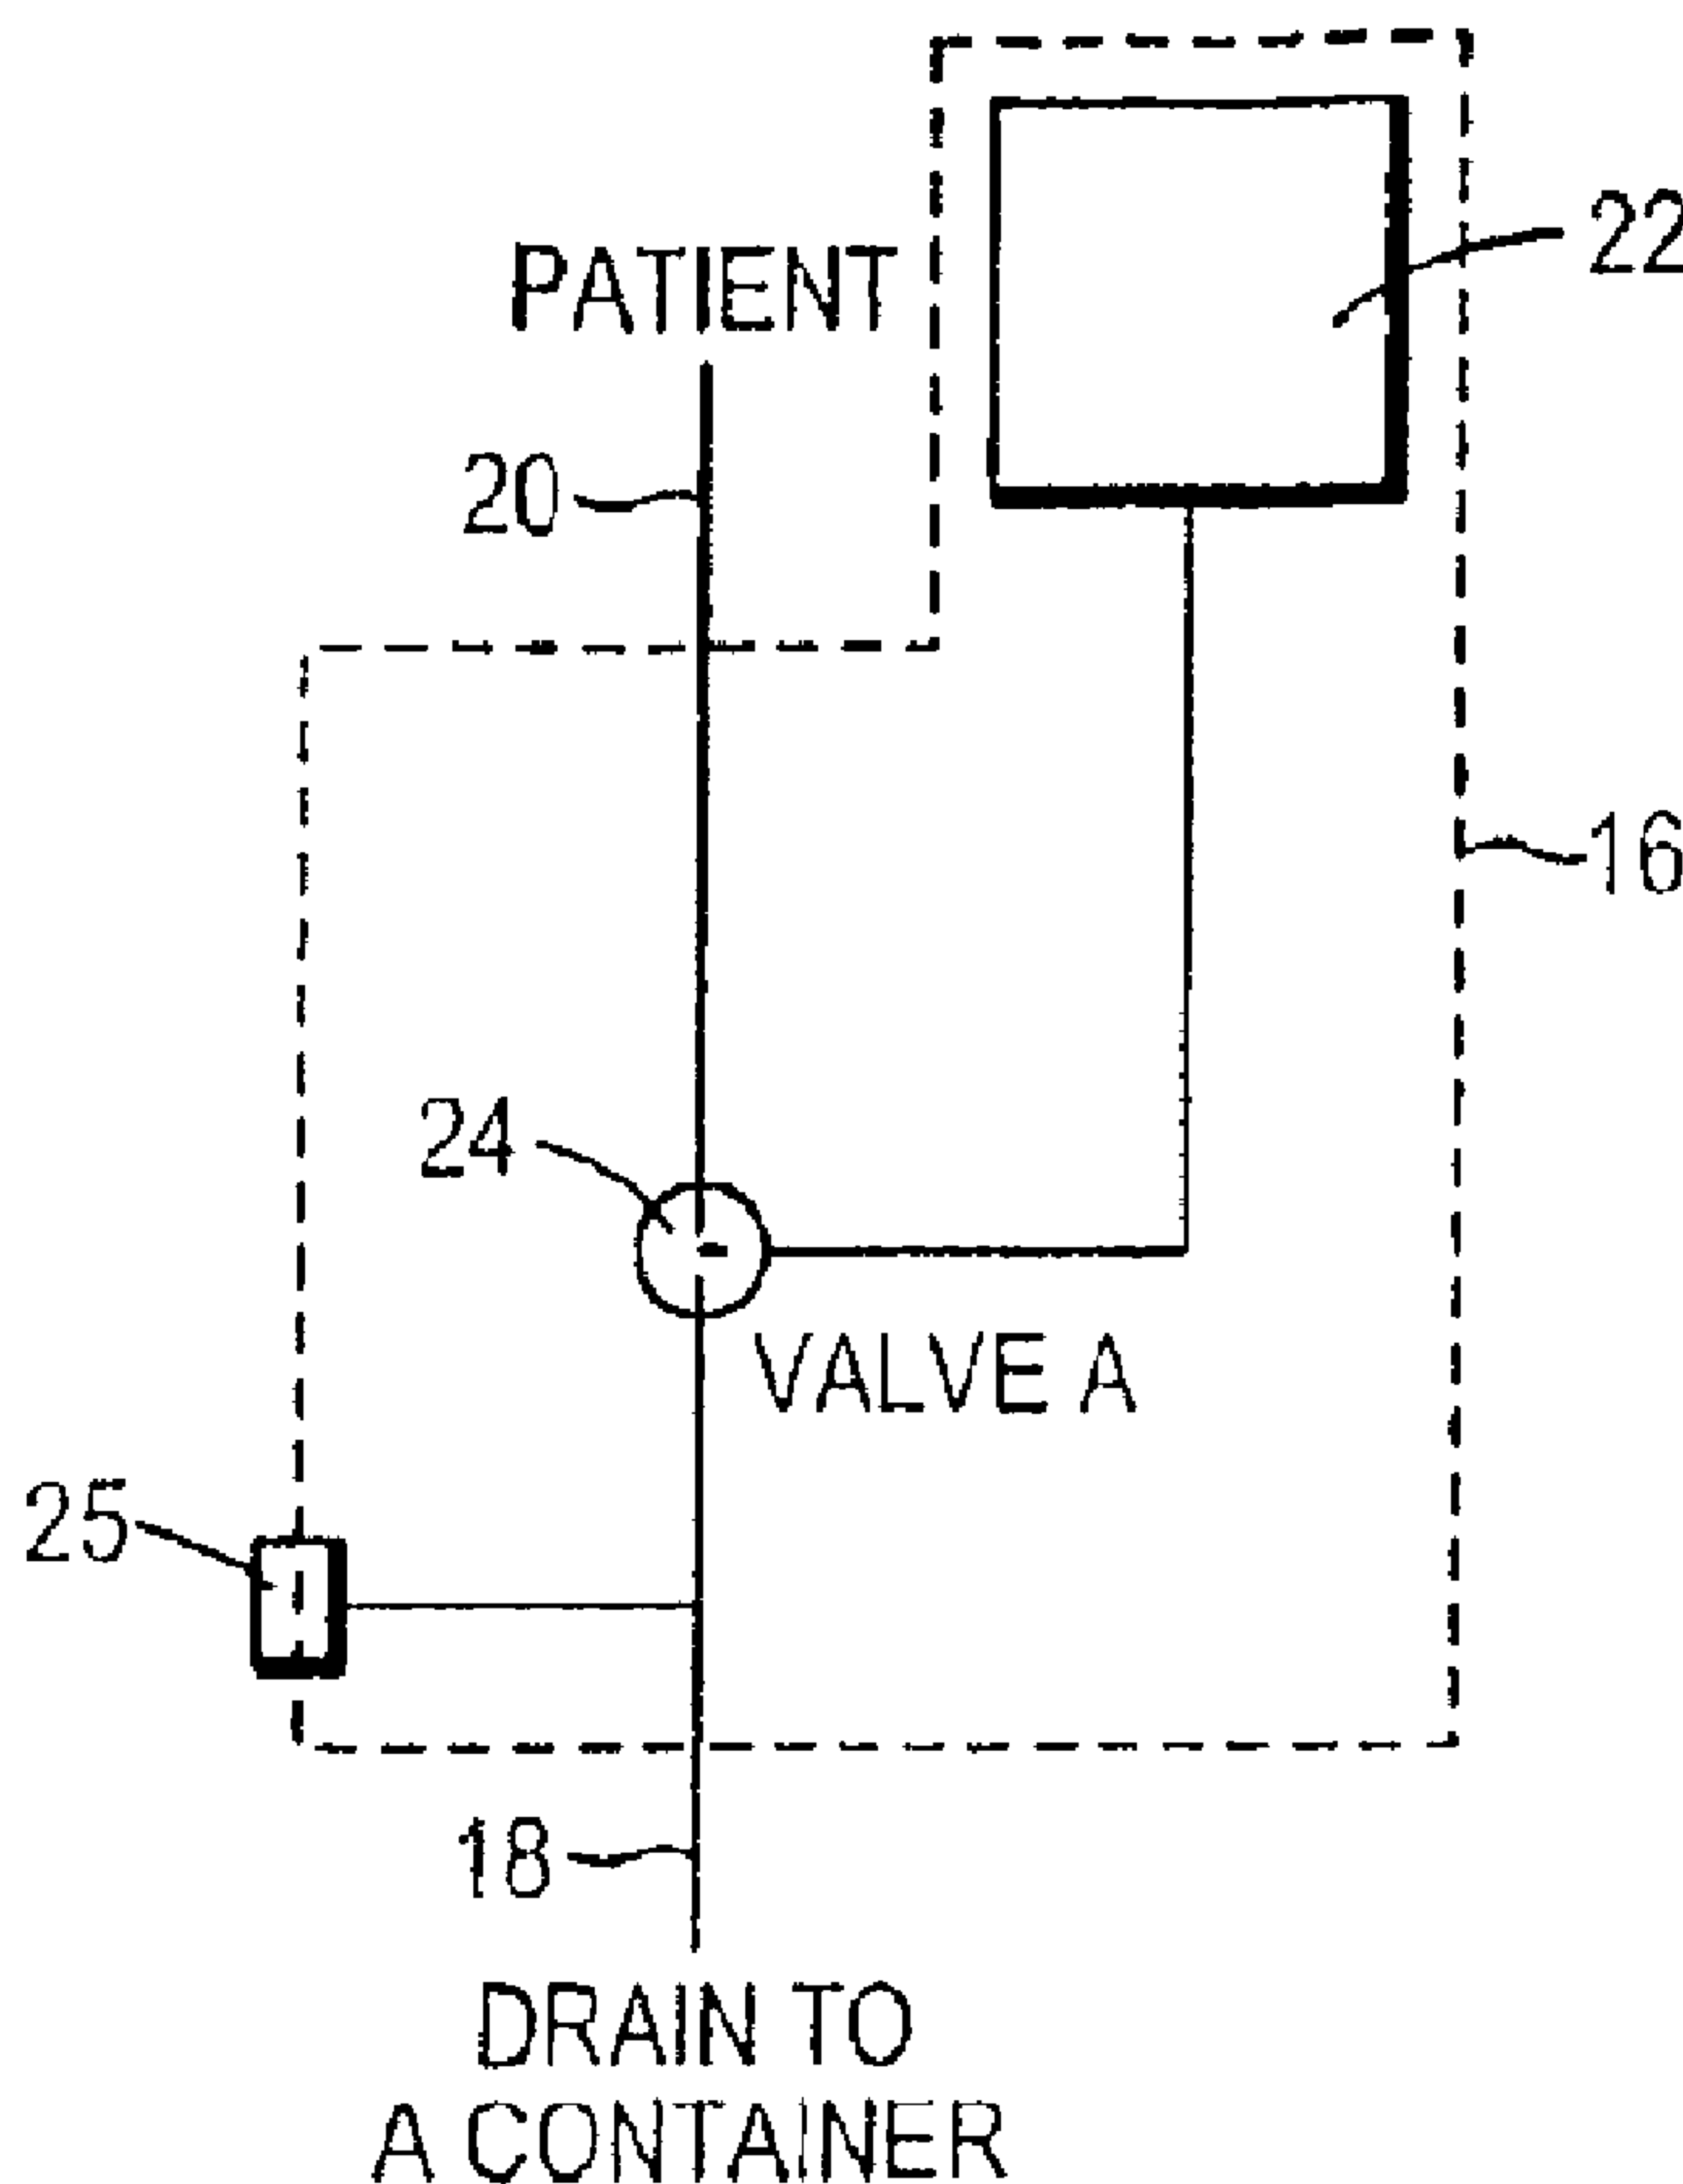 22
PATIENT
20
16
24
VALVE A
25
18
DRAIN TO
A CONTAINER